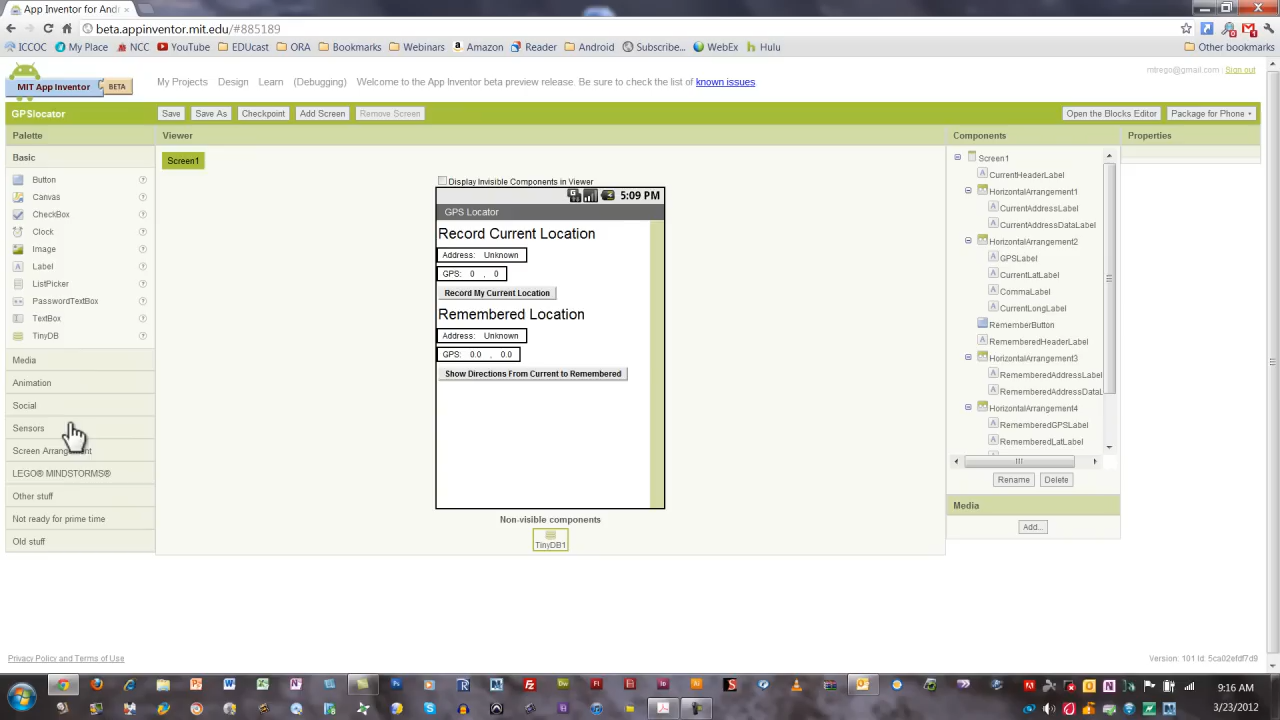 App Inventor for Andr
beta.appinventor.mit.edu/#885189
ICCOC
My Place
NCC
YouTube
EDUcast
ORA
Bookmarks
Webinars
Amazon
Reader
Android
Subscribe...
WebEx
Hulu
Other bookmarks
MIT App Inventor
BETA
My Projects
Design
Learn
(Debugging)
Welcome to the App Inventor beta preview release. Be sure to check the list of known issues.
mtrego@gmail.com | Sign out
GPSlocator
Save
Save As
Checkpoint
Add Screen
Remove Screen
Open the Blocks Editor
Package for Phone
Palette
Viewer
Components
Properties
Basic
Button
Canvas
CheckBox
Clock
Image
Label
ListPicker
PasswordTextBox
TextBox
TinyDB
Media
Animation
Social
Sensors
Screen Arrangement
LEGO® MINDSTORMS®
Other stuff
Not ready for prime time
Old stuff
Screen1
Display Invisible Components in Viewer
5:09 PM
GPS Locator
Record Current Location
Address: Unknown
GPS: 0 , 0
Record My Current Location
Remembered Location
Address: Unknown
GPS: 0.0 , 0.0
Show Directions From Current to Remembered
Non-visible components
TinyDB1
Screen1
CurrentHeaderLabel
HorizontalArrangement1
CurrentAddressLabel
CurrentAddressDataLabel
HorizontalArrangement2
GPSLabel
CurrentLatLabel
CommaLabel
CurrentLongLabel
RememberButton
RememberedHeaderLabel
HorizontalArrangement3
RememberedAddressLabel
RememberedAddressDataL
HorizontalArrangement4
RememberedGPSLabel
RememberedLatLabel
Rename
Delete
Media
Add...
Privacy Policy and Terms of Use
Version: 101 Id: 5ca02efdf7d9
9:16 AM
3/23/2012